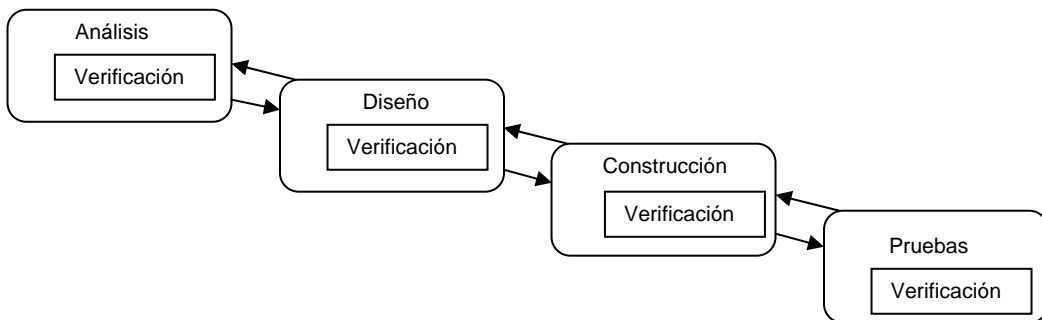 Análisis
Verificación
Diseño
Verificación
Construcción
Verificación
Pruebas
Verificación